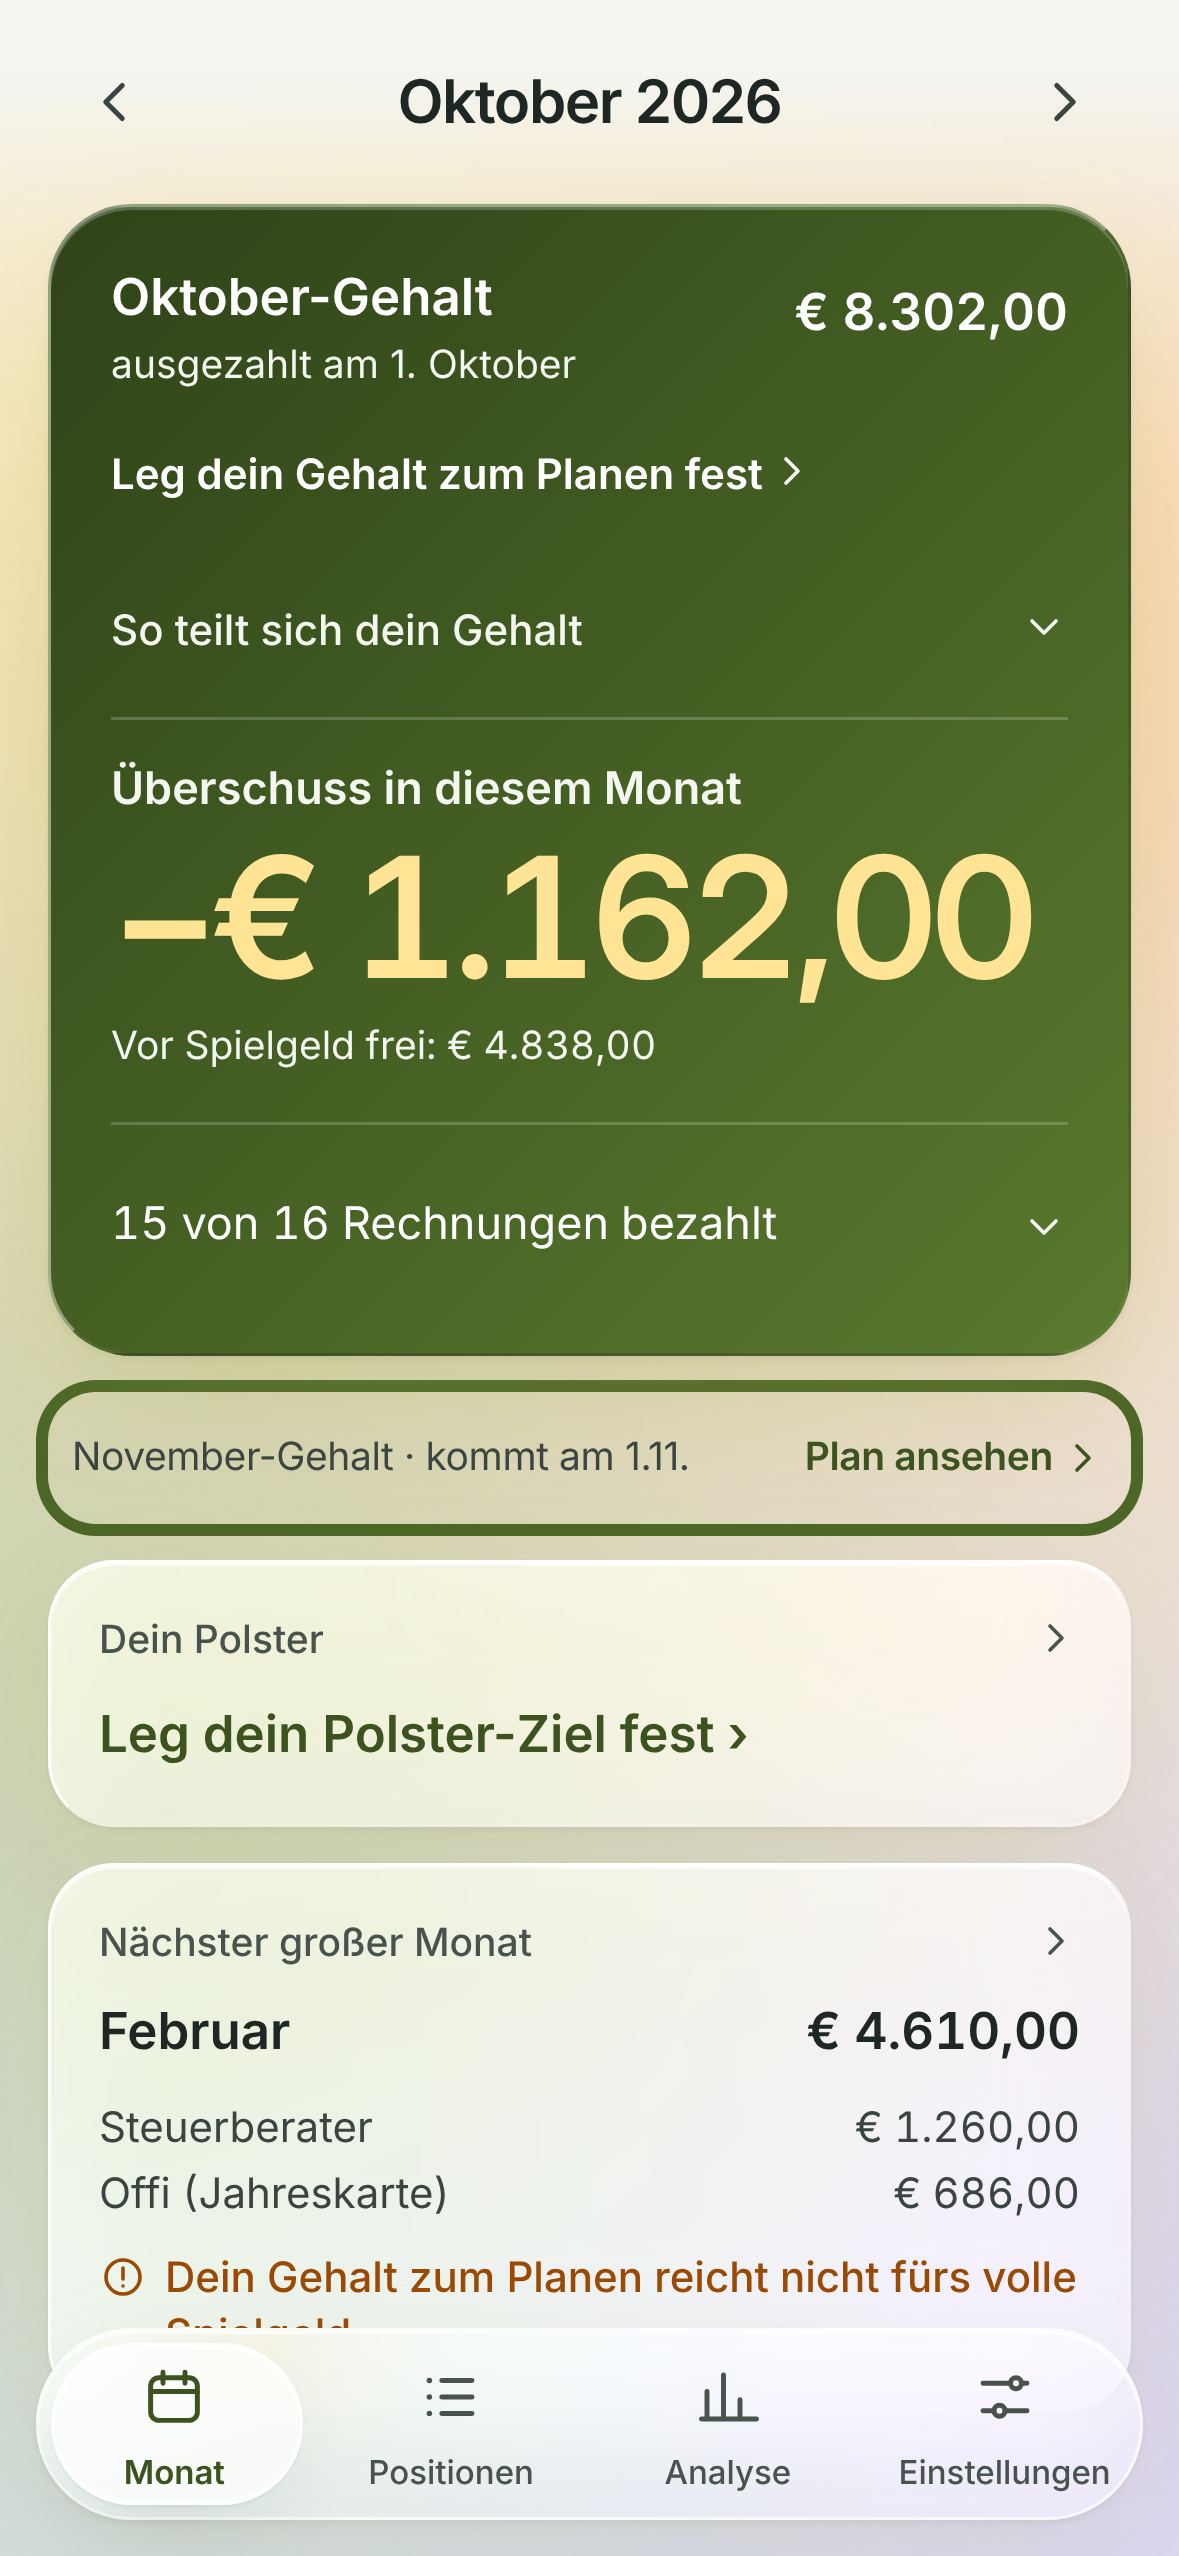 Oktober 2026
Oktober-Gehalt
€ 8.302,00
ausgezahlt am 1. Oktober
Leg dein Gehalt zum Planen fest
So teilt sich dein Gehalt
Überschuss in diesem Monat
–€ 1.162,00
Vor Spielgeld frei: € 4.838,00
15 von 16 Rechnungen bezahlt
November-Gehalt · kommt am 1.11.
Plan ansehen
Dein Polster
Leg dein Polster-Ziel fest ›
Nächster großer Monat
Februar € 4.610,00
Steuerberater € 1.260,00
Offi (Jahreskarte) € 686,00
Dein Gehalt zum Planen reicht nicht fürs volle
Spielgeld
Monat Positionen Analyse Einstellungen